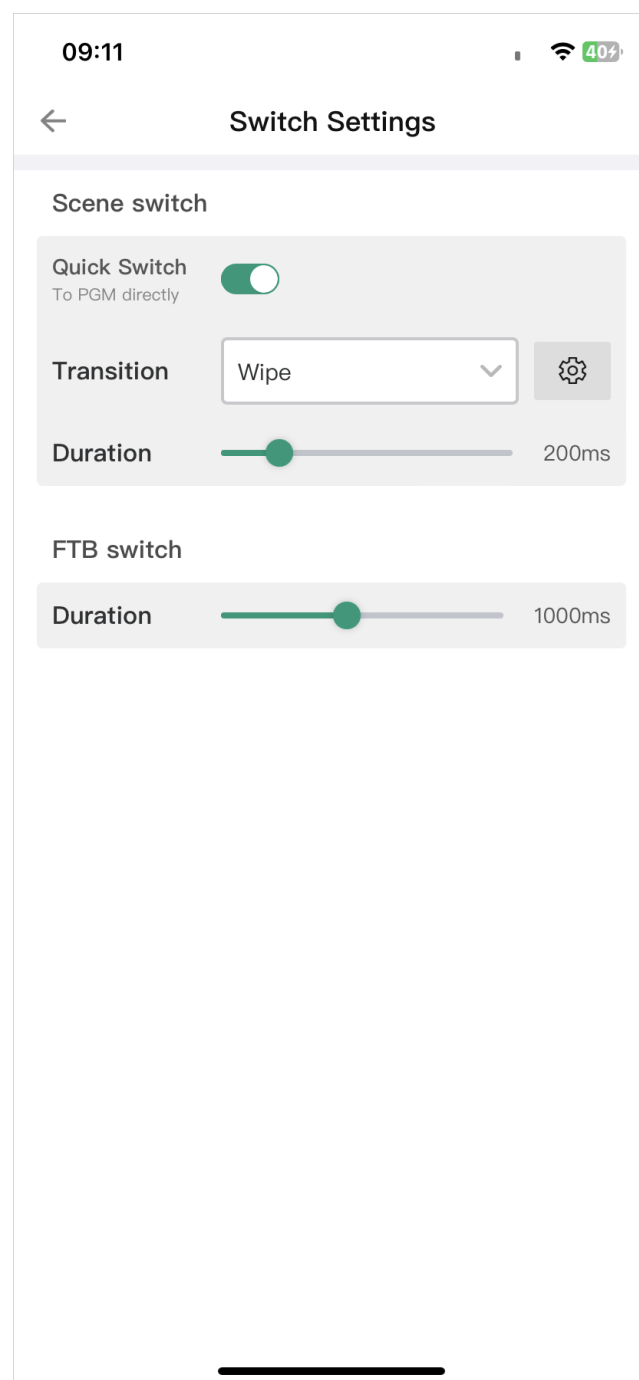 09:11
40
Switch Settings
Scene switch
Quick Switch
To PGM directly
Transition
Wipe
Duration
200ms
FTB switch
Duration
1000ms